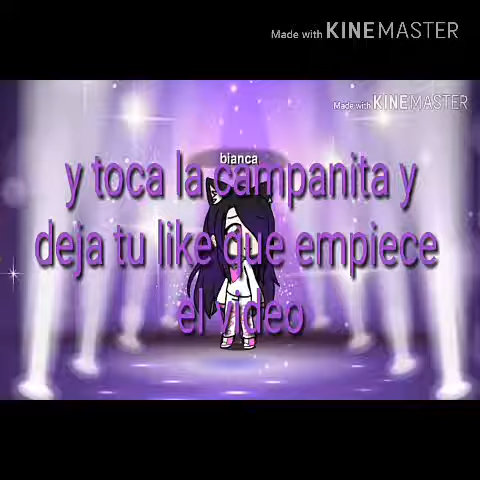 Made with KINEMASTER
Made with KINEMASTER
bianca
y toca la campanita y
deja tu like que empiece
el video